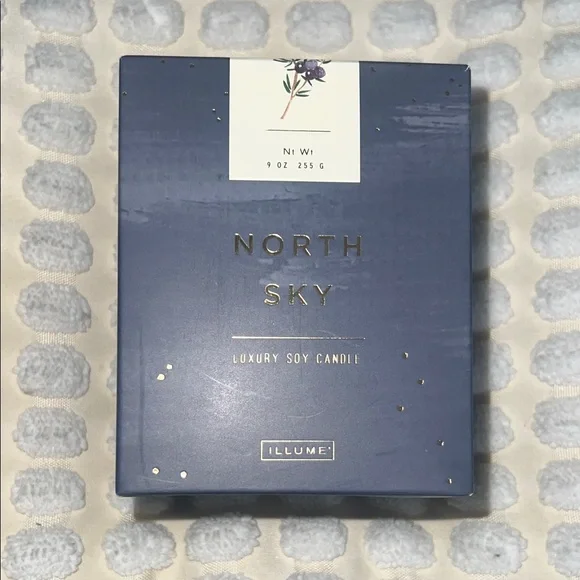 Nt Wt
9 OZ 255 G
NORTH
SKY
LUXURY SOY CANDLE
ILLUME®